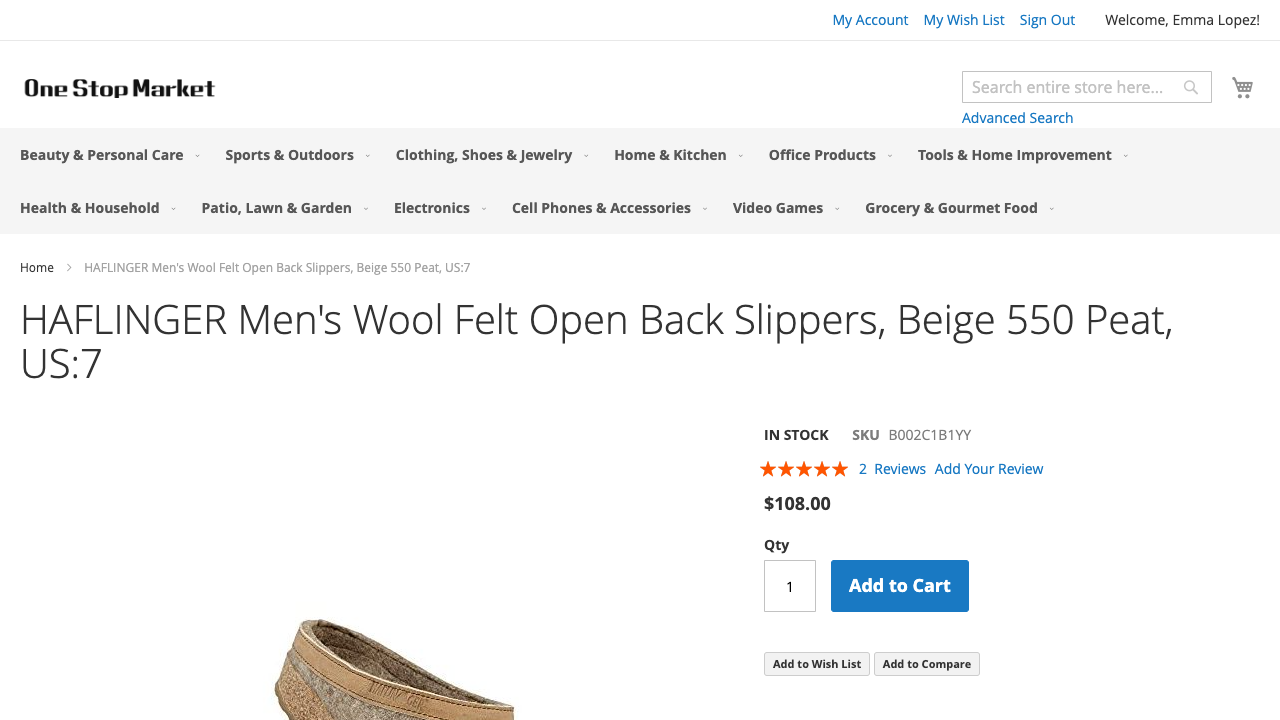 My Account My Wish List Sign Out Welcome, Emma Lopez!
One Stop Market
Search entire store here...
Advanced Search
Beauty & Personal Care Sports & Outdoors Clothing, Shoes & Jewelry Home & Kitchen Office Products Tools & Home Improvement
Health & Household Patio, Lawn & Garden Electronics Cell Phones & Accessories Video Games Grocery & Gourmet Food
Home HAFLINGER Men's Wool Felt Open Back Slippers, Beige 550 Peat, US:7
HAFLINGER Men's Wool Felt Open Back Slippers, Beige 550 Peat,
US:7
IN STOCK SKU B002C1B1YY
2 Reviews Add Your Review
$108.00
Qty
1 Add to Cart
Add to Wish List Add to Compare